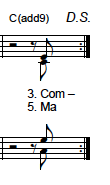 C(add9) D.S.
3. Com –
5. Ma